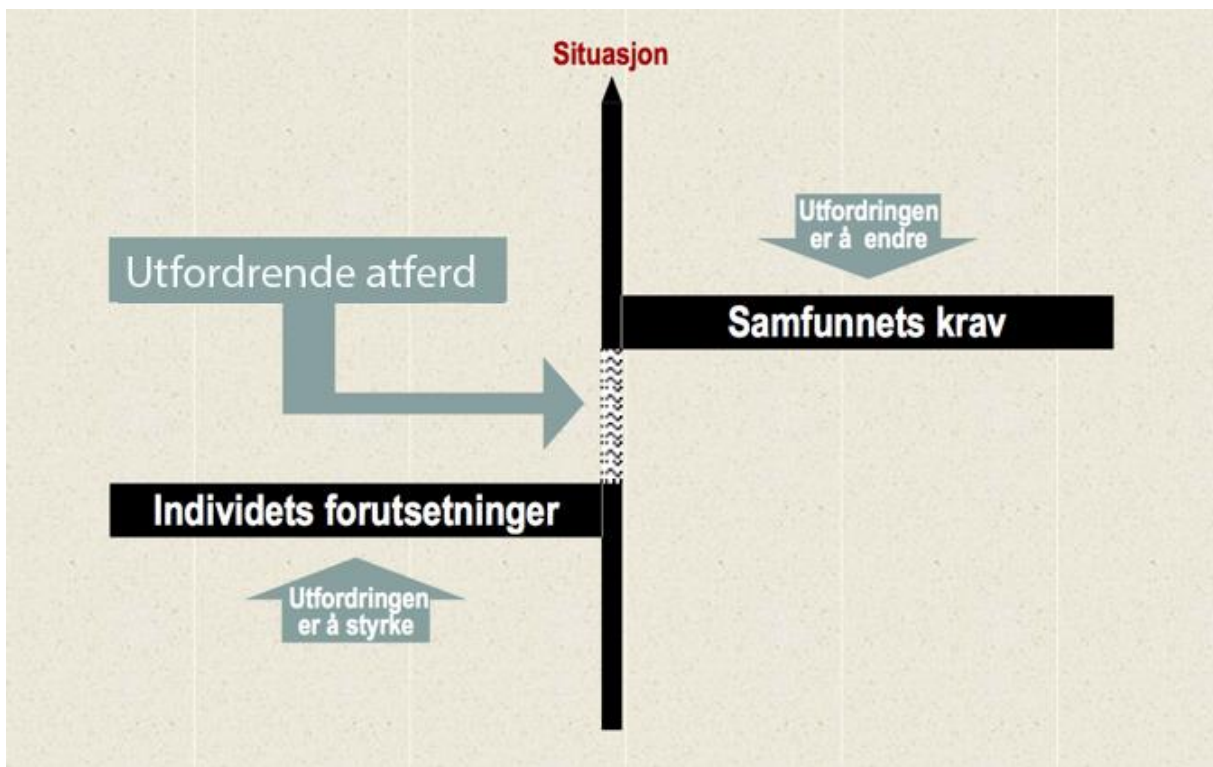 Situasjon
Utfordringen
er å endre
Utfordrende atferd
Samfunnets krav
Individets forutsetninger
Utfordringen
er å styrke